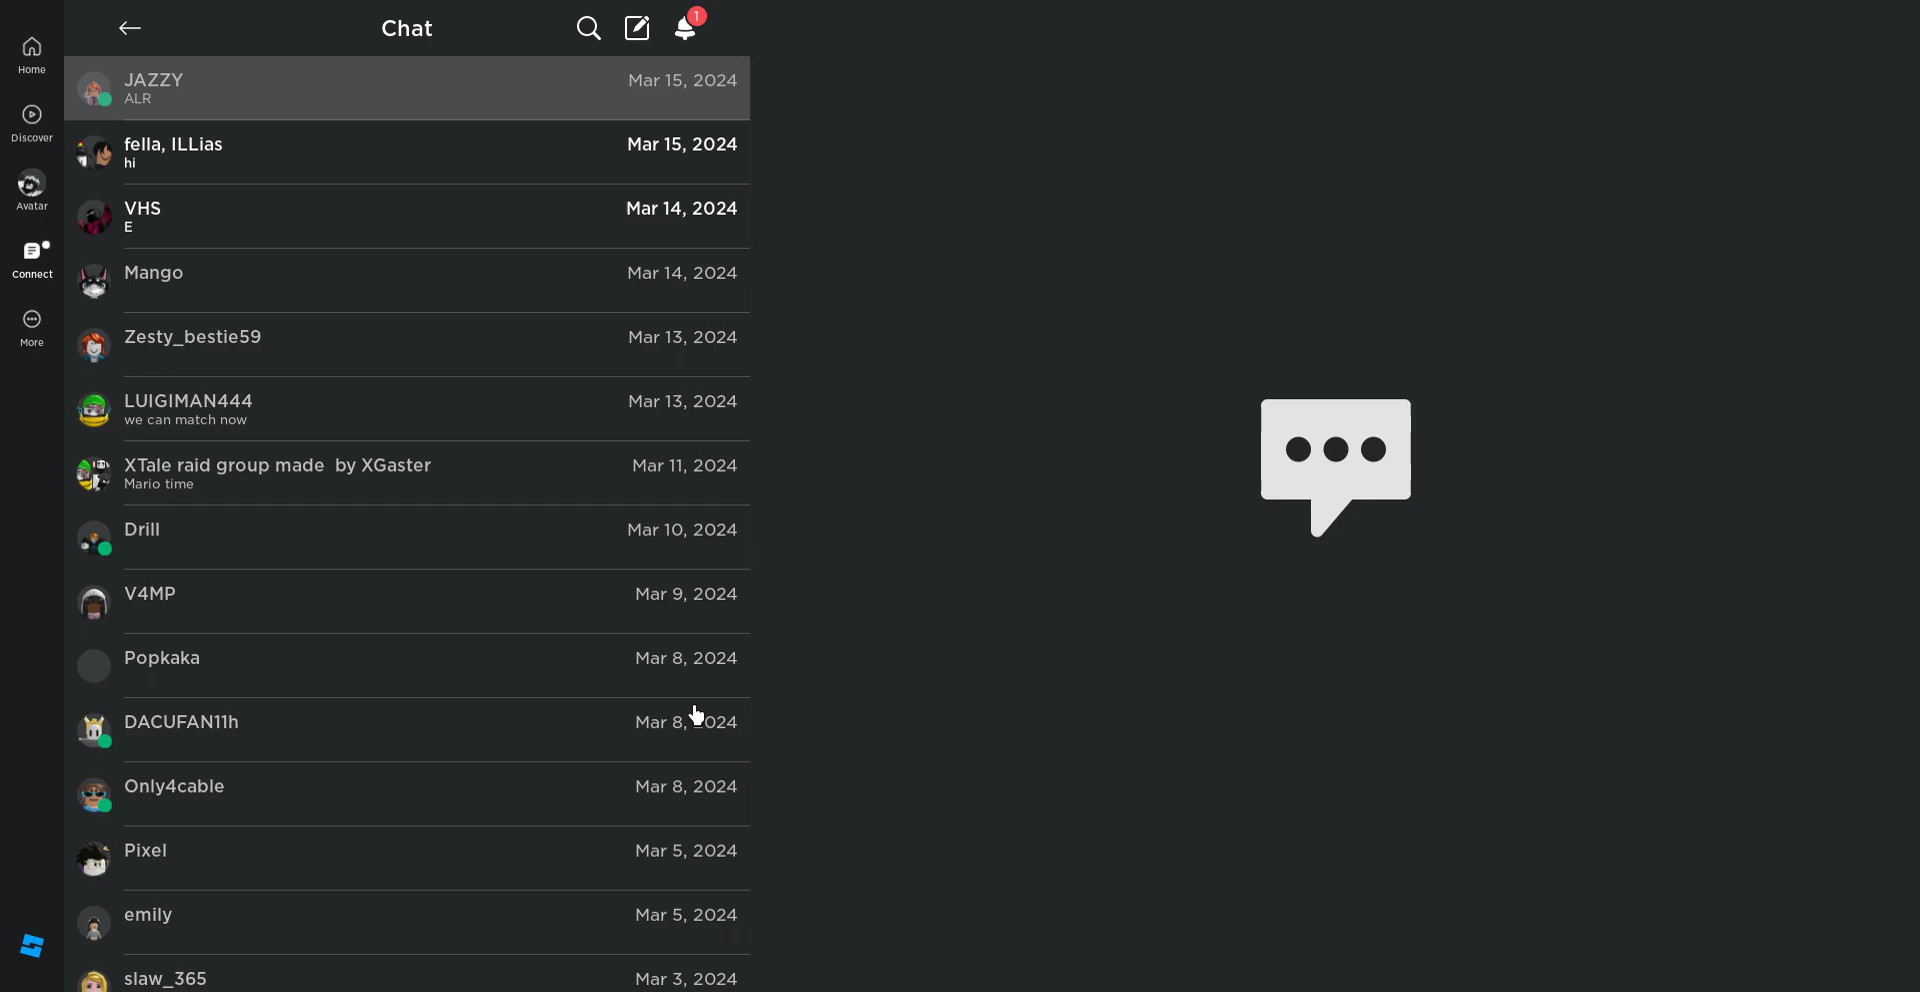 Chat
1
Home
Discover
Avatar
Connect
More
JAZZY Mar 15, 2024
ALR
fella, ILLias Mar 15, 2024
hi
VHS Mar 14, 2024
E
Mango Mar 14, 2024
Zesty_bestie59 Mar 13, 2024
LUIGIMAN444 Mar 13, 2024
we can match now
XTale raid group made  by XGaster Mar 11, 2024
Mario time
Drill Mar 10, 2024
V4MP Mar 9, 2024
Popkaka Mar 8, 2024
DACUFAN11h Mar 8, 2024
Only4cable Mar 8, 2024
Pixel Mar 5, 2024
emily Mar 5, 2024
slaw_365 Mar 3, 2024